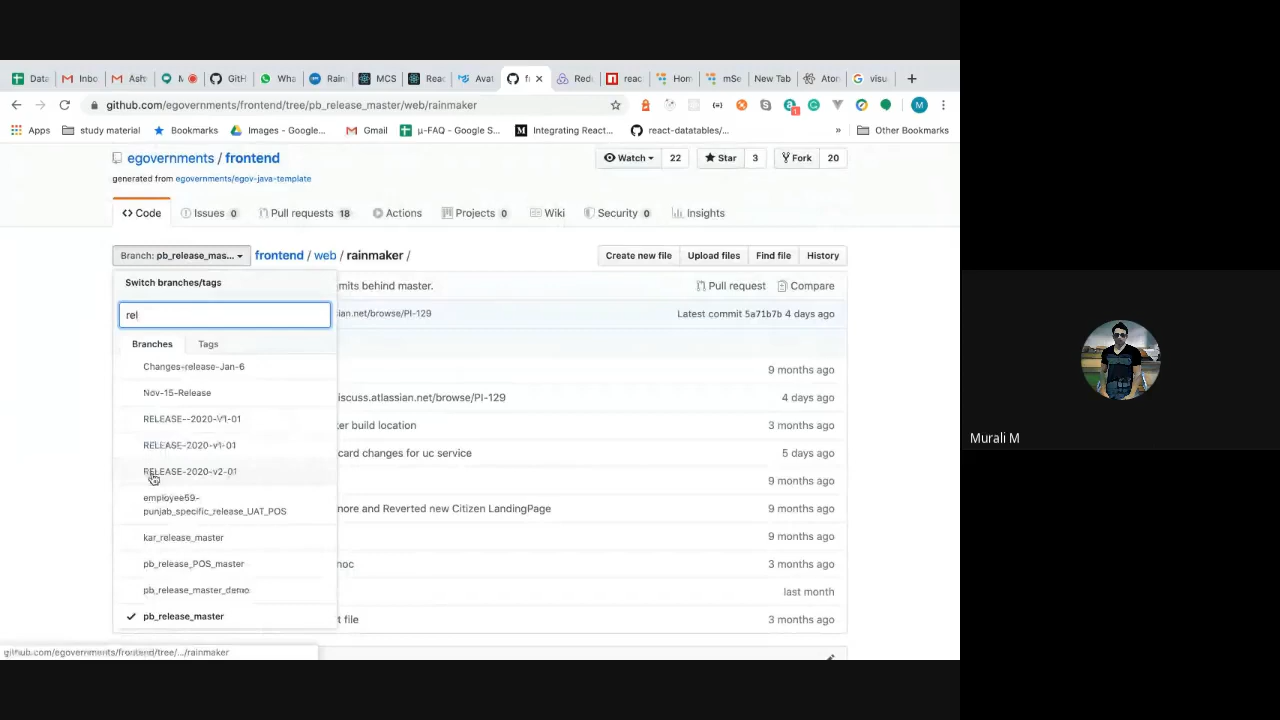 Data
Inbo
Ash
M
GitH
Wha
Rain
MCS
Reac
Avat
Redu
reac
Hom
mSe
New Tab
Aton
visu
github.com/egovernments/frontend/tree/pb_release_master/web/rainmaker
Apps
study material
Bookmarks
Images - Google...
Gmail
μ-FAQ - Google S...
Integrating React...
react-datatables/...
»
Other Bookmarks
egovernments / frontend
Watch 22
Star 3
Fork 20
generated from egovernments/egov-java-template
<> Code
Issues 0
Pull requests 18
Actions
Projects 0
Wiki
Security 0
Insights
Branch: pb_release_mas...
frontend / web / rainmaker /
Create new file
Upload files
Find file
History
Switch branches/tags
mits behind master.
Pull request
Compare
rel
sian.net/browse/PI-129
Latest commit 5a71b7b 4 days ago
Branches
Tags
Changes-release-Jan-6
9 months ago
Nov-15-Release
iscuss.atlassian.net/browse/PI-129
4 days ago
RELEASE--2020-V1-01
er build location
3 months ago
RELEASE-2020-v1-01
card changes for uc service
5 days ago
RELEASE-2020-v2-01
9 months ago
employee59-
punjab_specific_release_UAT_POS
nore and Reverted new Citizen LandingPage
9 months ago
kar_release_master
9 months ago
pb_release_POS_master
noc
3 months ago
pb_release_master_demo
last month
pb_release_master
t file
3 months ago
github.com/egovernments/frontend/tree/.../rainmaker
Murali M